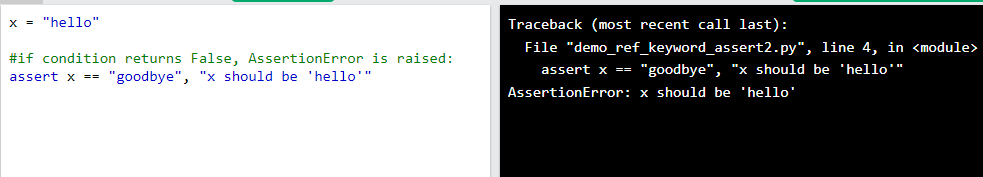 x = "hello"
#if condition returns False, AssertionError is raised:
assert x == "goodbye", "x should be 'hello'"
Traceback (most recent call last):
  File "demo_ref_keyword_assert2.py", line 4, in <module>
    assert x == "goodbye", "x should be 'hello'"
AssertionError: x should be 'hello'